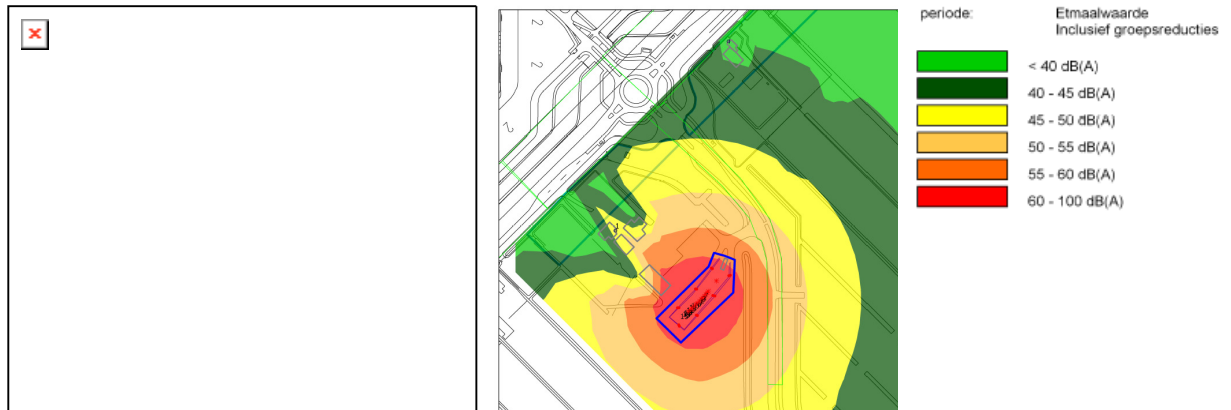 periode: Etmaalwaarde
Inclusief groepsreducties
< 40 dB(A)
40 - 45 dB(A)
45 - 50 dB(A)
50 - 55 dB(A)
55 - 60 dB(A)
60 - 100 dB(A)